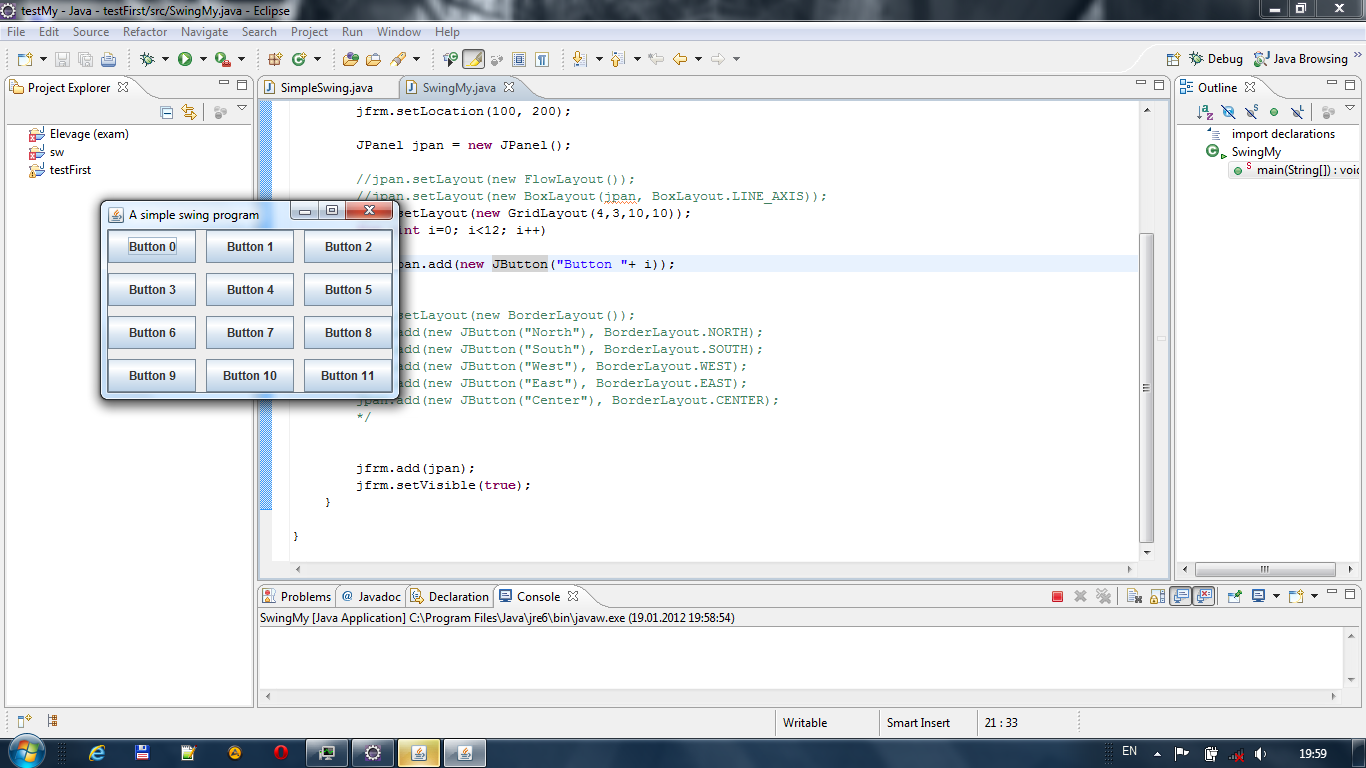 testMy - Java - testFirst/src/SwingMy.java - Eclipse
File Edit Source Refactor Navigate Search Project Run Window Help
Debug Java Browsing
Project Explorer
Elevage (exam)
sw
testFirst
SimpleSwing.java SwingMy.java
jfrm.setLocation(100, 200);
JPanel jpan = new JPanel();
//jpan.setLayout(new FlowLayout());
//jpan.setLayout(new BoxLayout(jpan, BoxLayout.LINE_AXIS));
setLayout(new GridLayout(4,3,10,10));
int i=0; i<12; i++)
pan.add(new JButton("Button "+ i));
setLayout(new BorderLayout());
add(new JButton("North"), BorderLayout.NORTH);
add(new JButton("South"), BorderLayout.SOUTH);
add(new JButton("West"), BorderLayout.WEST);
add(new JButton("East"), BorderLayout.EAST);
jpan.add(new JButton("Center"), BorderLayout.CENTER);
*/
jfrm.add(jpan);
jfrm.setVisible(true);
}
}
A simple swing program
Button 0 Button 1 Button 2
Button 3 Button 4 Button 5
Button 6 Button 7 Button 8
Button 9 Button 10 Button 11
Outline
import declarations
SwingMy
main(String[]) : voi
Problems @ Javadoc Declaration Console
SwingMy [Java Application] C:\Program Files\Java\jre6\bin\javaw.exe (19.01.2012 19:58:54)
Writable Smart Insert 21 : 33
EN 19:59